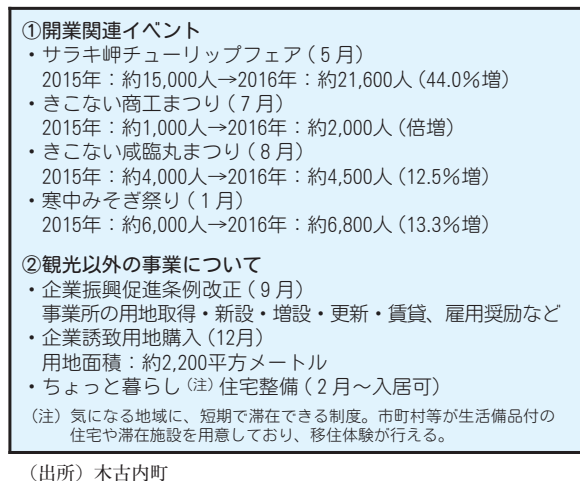 ①開業関連イベント
・サラキ岬チューリップフェア(5月)
2015年:約15,000人→2016年:約21,600人(44.0%増)
・きこない商工まつり(7月)
2015年:約1,000人→2016年:約2,000人(倍増)
・きこない咸臨丸まつり(8月)
2015年:約4,000人→2016年:約4,500人(12.5%増)
・寒中みそぎ祭り(1月)
2015年:約6,000人→2016年:約6,800人(13.3%増)
②観光以外の事業について
・企業振興促進条例改正(9月)
事業所の用地取得・新設・増設・更新・賃貸、雇用奨励など
・企業誘致用地購入(12月)
用地面積:約2,200平方メートル
・ちょっと暮らし(注)住宅整備(2月~入居可)
(注)気になる地域に、短期で滞在できる制度。市町村等が生活備品付の
住宅や滞在施設を用意しており、移住体験が行える。
(出所)木古内町